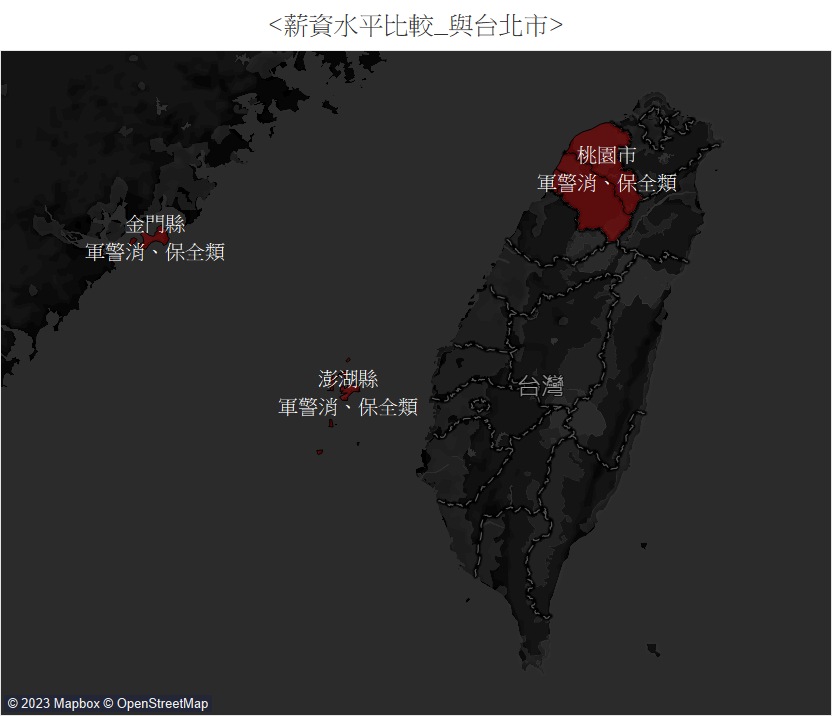 <薪資水平比較_與台北市>
桃園市
軍警消、保全類
金門縣
軍警消、保全類
澎湖縣
軍警消、保全類
台灣
© 2023 Mapbox © OpenStreetMap